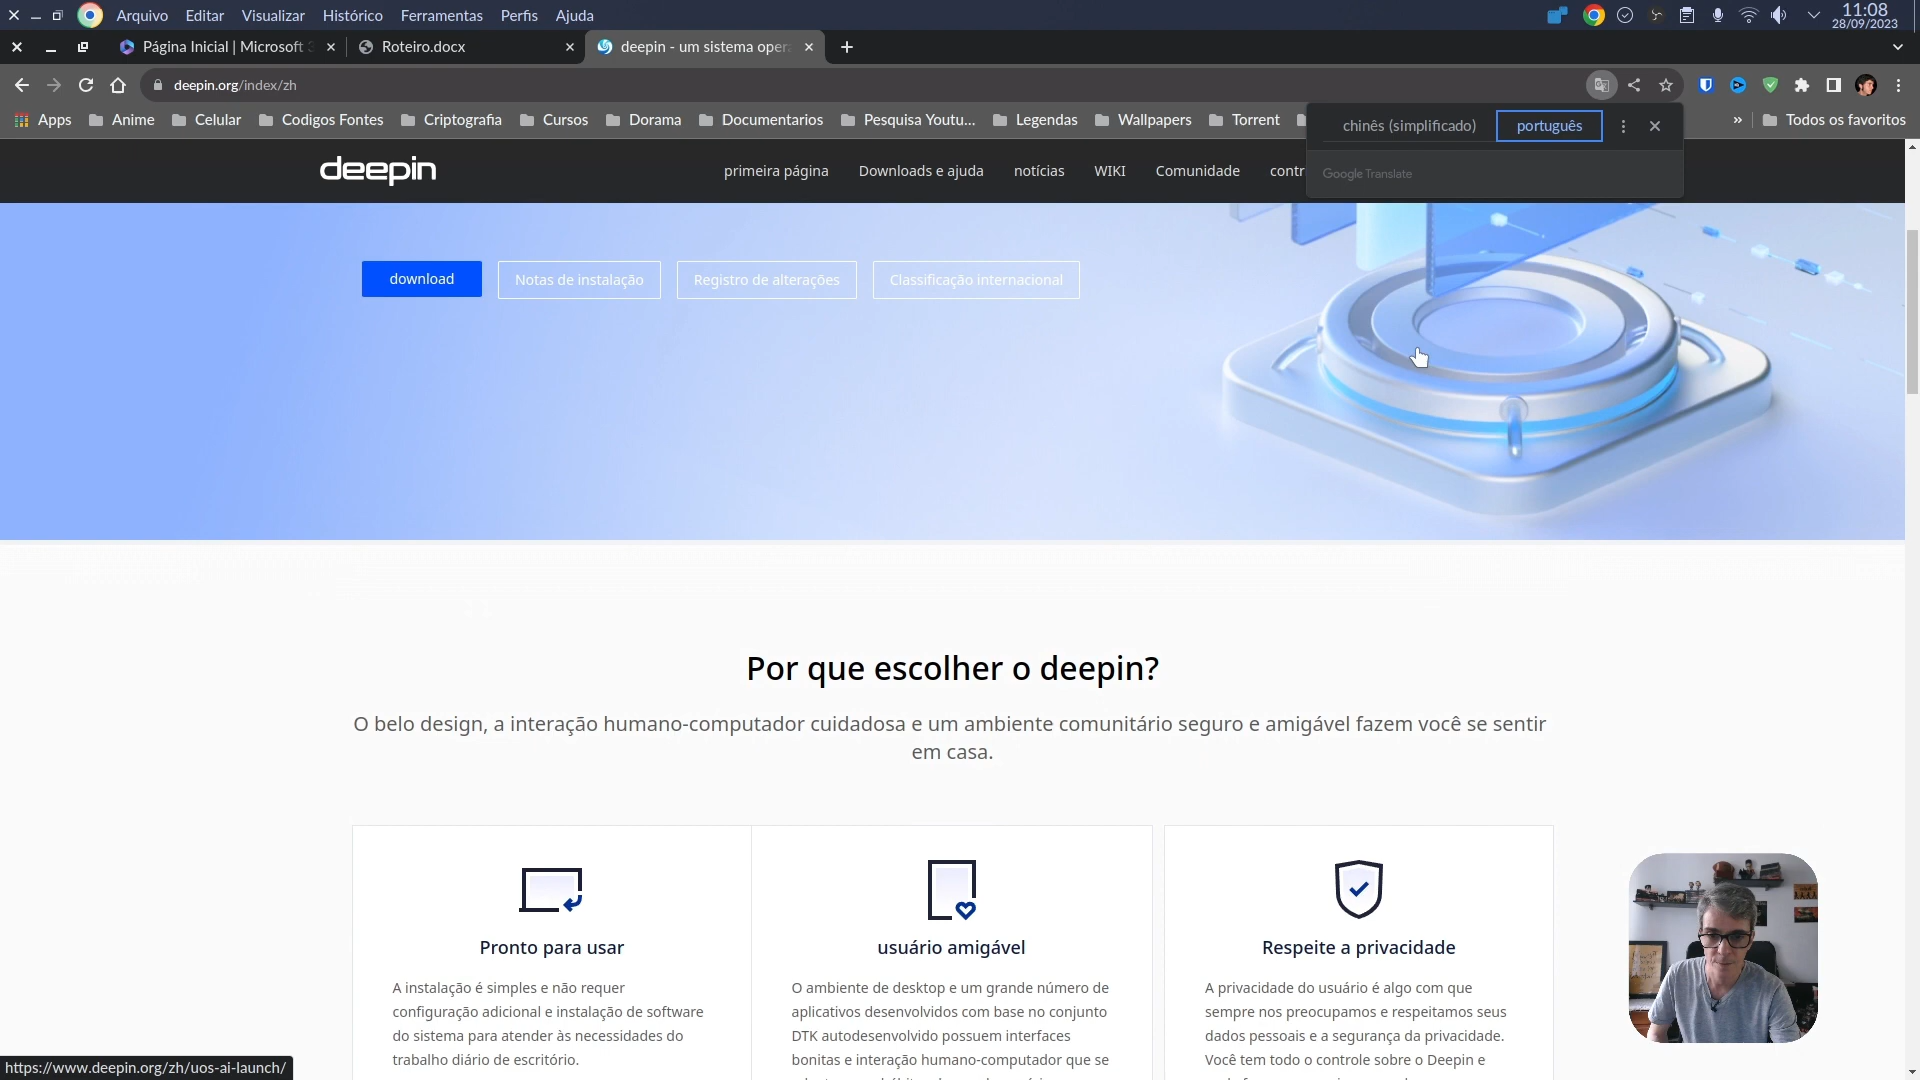 Arquivo Editar Visualizar Histórico Ferramentas Perfis Ajuda
11:08
28/09/2023
Página Inicial | Microsoft 3
Roteiro.docx
deepin - um sistema opera
deepin.org/index/zh
Apps Anime Celular Codigos Fontes Criptografia Cursos Dorama Documentarios Pesquisa Youtu... Legendas Wallpapers Torrent » Todos os favoritos
chinês (simplificado) português
Google Translate
deepin
primeira página Downloads e ajuda notícias WIKI Comunidade contr
download Notas de instalação Registro de alterações Classificação internacional
Por que escolher o deepin?
O belo design, a interação humano-computador cuidadosa e um ambiente comunitário seguro e amigável fazem você se sentir
em casa.
Pronto para usar
A instalação é simples e não requer
configuração adicional e instalação de software
do sistema para atender às necessidades do
trabalho diário de escritório.
usuário amigável
O ambiente de desktop e um grande número de
aplicativos desenvolvidos com base no conjunto
DTK autodesenvolvido possuem interfaces
bonitas e interação humano-computador que se
Respeite a privacidade
A privacidade do usuário é algo com que
sempre nos preocupamos e respeitamos seus
dados pessoais e a segurança da privacidade.
Você tem todo o controle sobre o Deepin e
https://www.deepin.org/zh/uos-ai-launch/